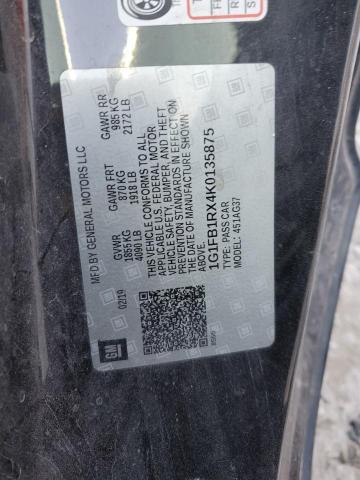 MFD BY GENERAL MOTORS LLC
02/19
GVWR
1855 KG
4090 LB
GAWR FRT
870 KG
1918 LB
GAWR RR
985 KG
2172 LB
THIS VEHICLE CONFORMS TO ALL
APPLICABLE U.S. FEDERAL MOTOR
VEHICLE SAFETY, BUMPER, AND THEFT
PREVENTION STANDARDS IN EFFECT ON
THE DATE OF MANUFACTURE SHOWN
ABOVE.
1G1FB1RX4K0135875
TYPE: PASS CAR
MODEL: 451AG37
GM